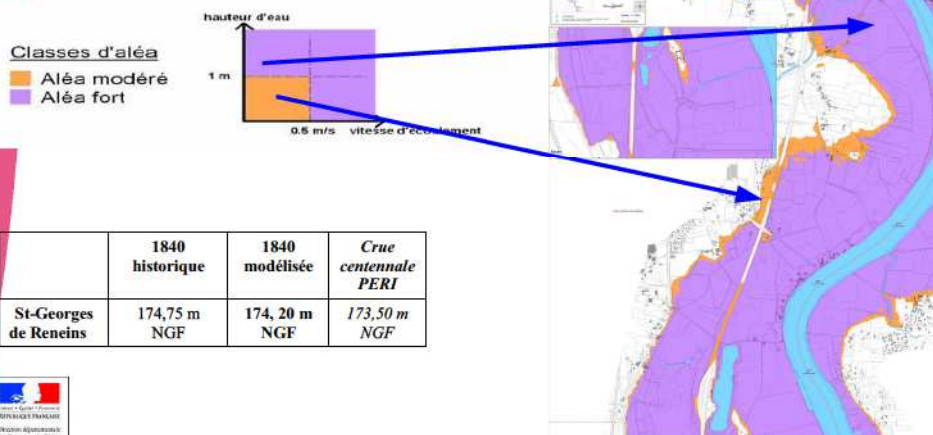 hauteur d'eau
Classes d'aléa
Aléa modéré
Aléa fort
1 m
0.5 m/s vitesse d'écoulement
1840 historique
1840 modélisée
Crue centennale PERI
St-Georges de Reneins
174,75 m NGF
174, 20 m NGF
173,50 m NGF
RÉPUBLIQUE FRANÇAISE